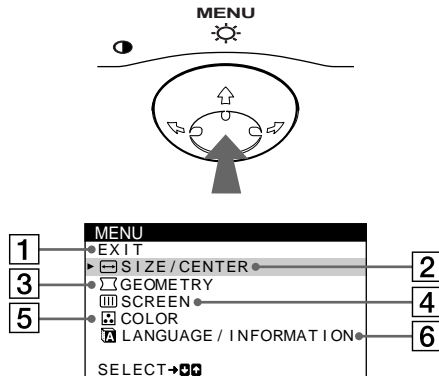 MENU
MENU
1 EXIT
SIZE/CENTER 2
3 GEOMETRY
SCREEN 4
5 COLOR
LANGUAGE/INFORMATION 6
SELECT